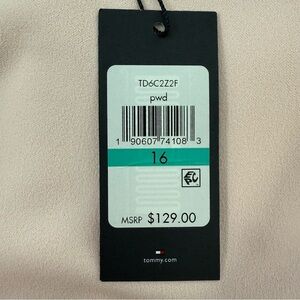 TD6C2Z2F
pwd
1 90607 74108 3
16
MSRP $129.00
tommy.com